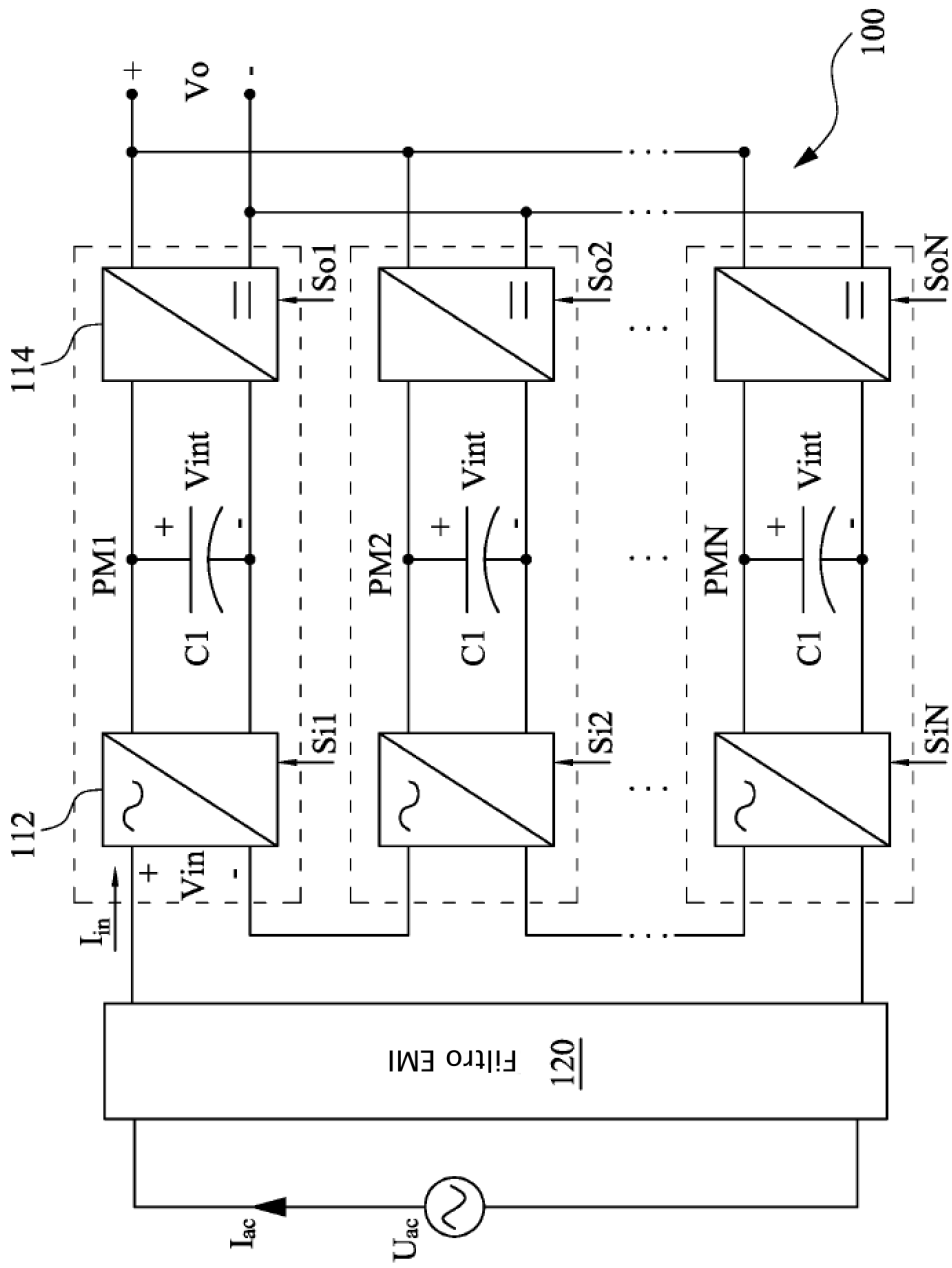 100
+
Vo
-
114
So1
So2
. . .
SoN
PM1
+
Vint
-
C1
PM2
+
Vint
-
C1
. . .
PMN
+
Vint
-
C1
112
Iin
+
Vin
-
Si1
Si2
. . .
SiN
. . .
. . .
. . .
Filtro EMI
120
Iac
Uac